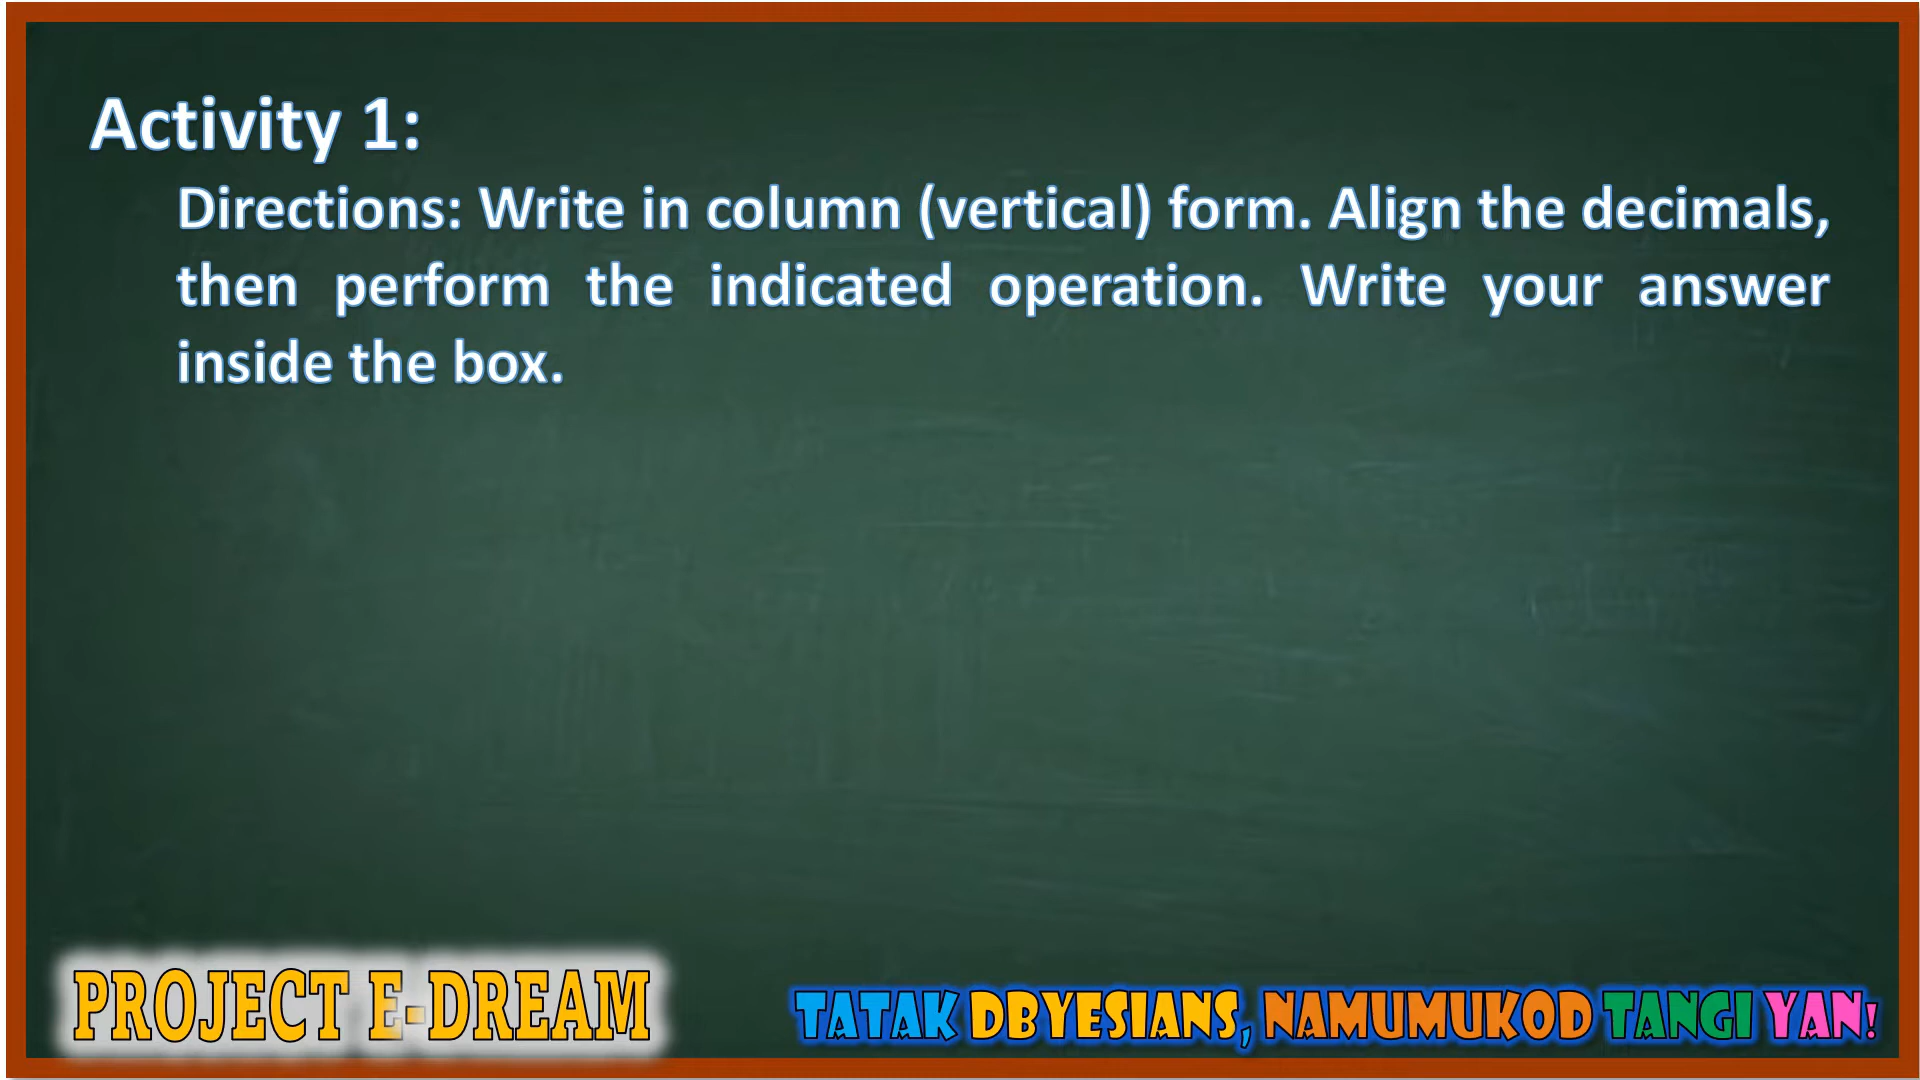 Activity 1:
Directions: Write in column (vertical) form. Align the decimals,
then perform the indicated operation. Write your answer
inside the box.
PROJECT E-DREAM
TATAK DBYESIANS, NAMUMUKOD TANGI YAN!